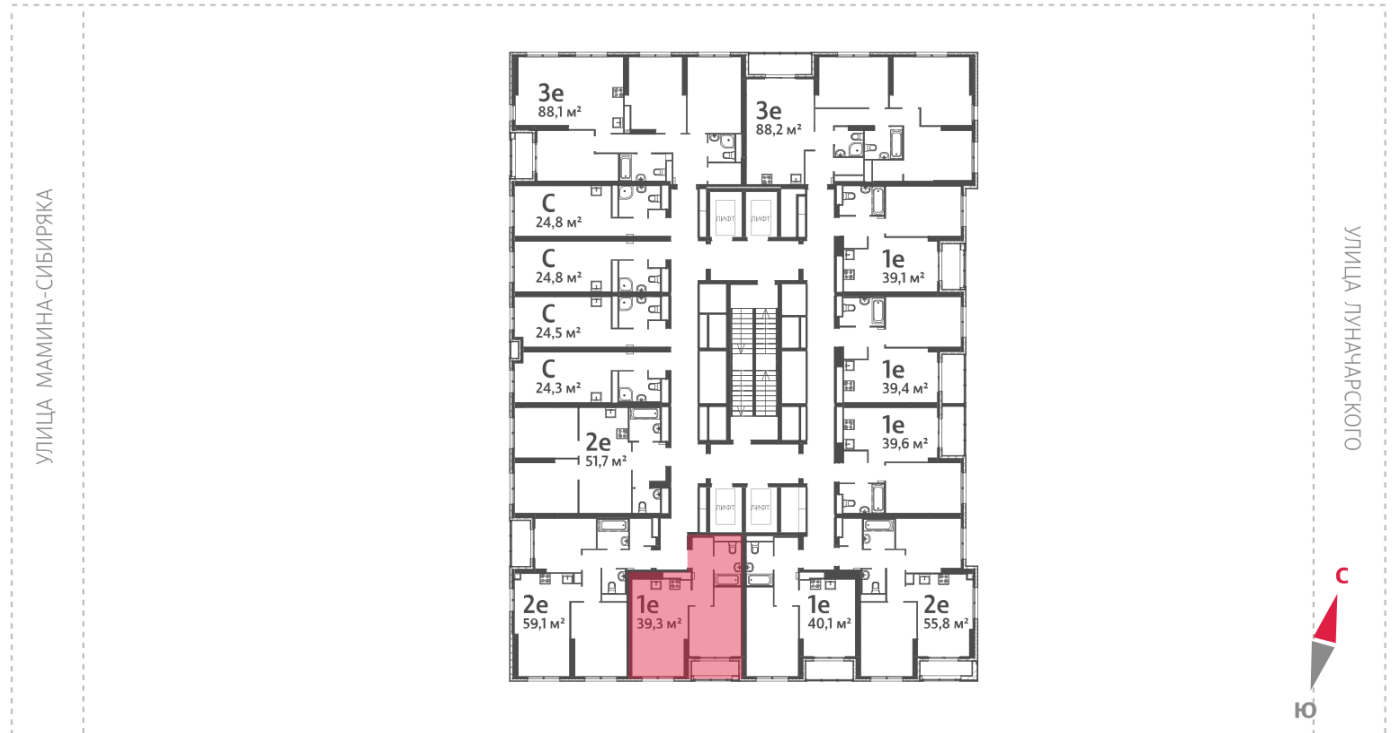 УЛИЦА МАМИНА-СИБИРЯКА
3е
88,1 м²
3е
88,2 м²
С
24,8 м²
ЛИФТ
ЛИФТ
С
24,8 м²
1е
39,1 м²
С
24,5 м²
С
24,3 м²
1е
39,4 м²
2е
51,7 м²
1е
39,6 м²
ЛИФТ
ЛИФТ
2е
59,1 м²
1е
39,3 м²
1е
40,1 м²
2е
55,8 м²
УЛИЦА ЛУНАЧАРСКОГО
С
Ю